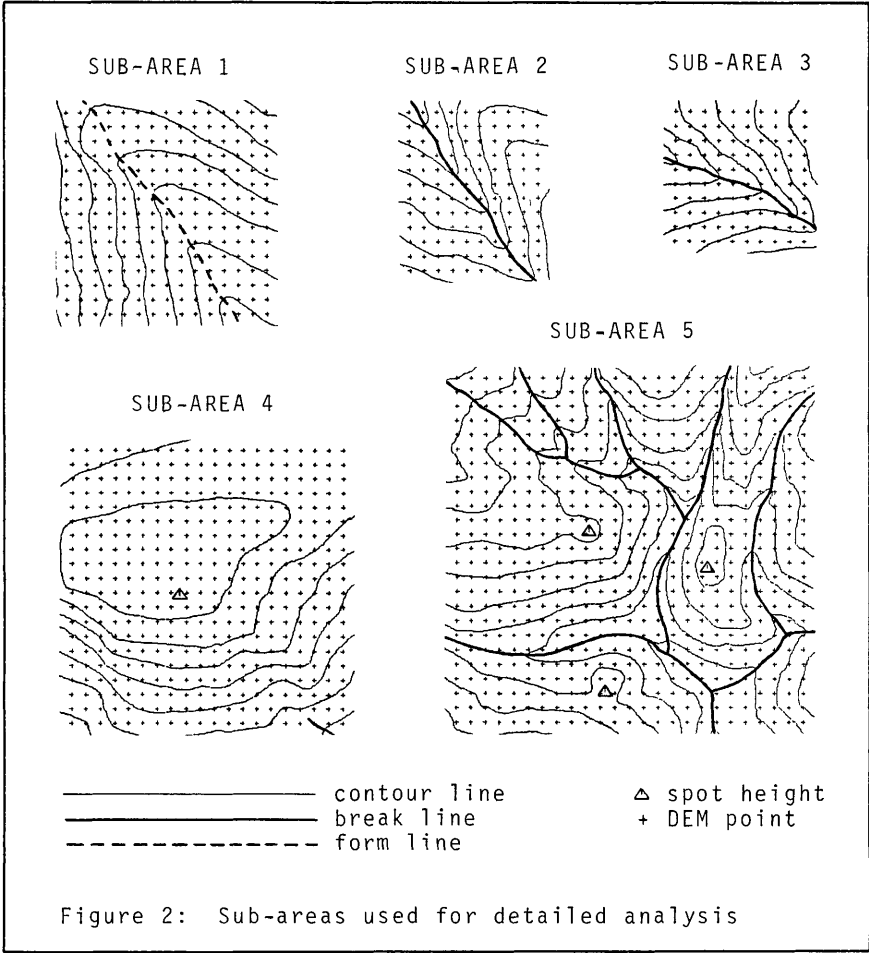 SUB-AREA 1
SUB-AREA 2
SUB-AREA 3
SUB-AREA 4
SUB-AREA 5
contour line
break line
form line
spot height
+ DEM point
Figure 2: Sub-areas used for detailed analysis